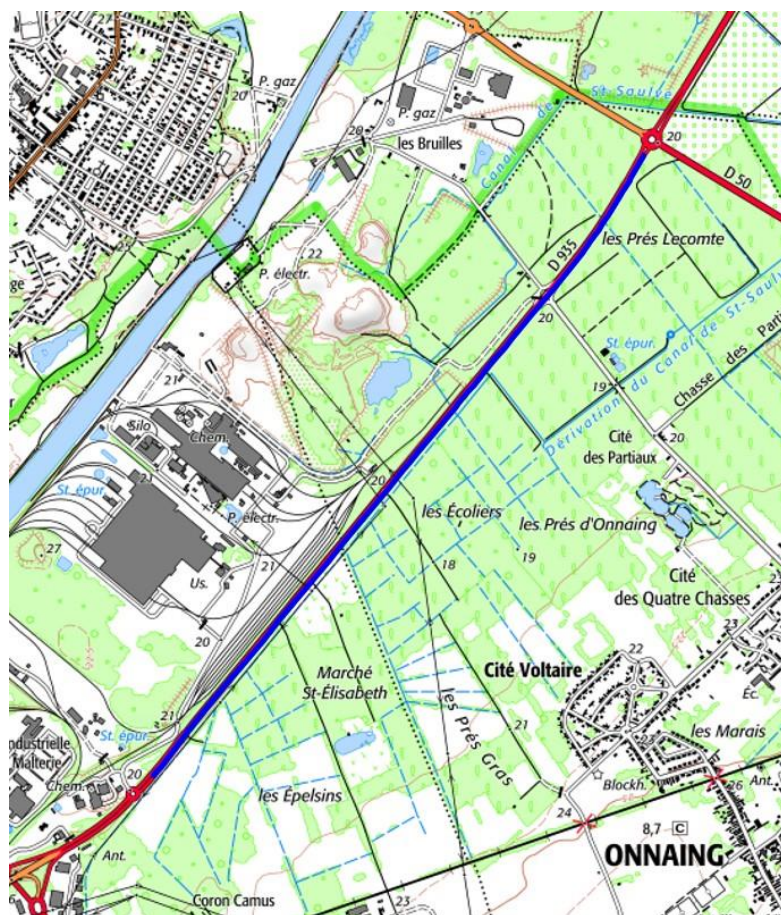 P. gaz
20
P. gaz
20
les Bruilles
Canal de
St-Saulve
20
D 50
les Prés Lecomte
D 935
22
P. électr.
20
St. épur.
19
Dérivation du Canal de St-Saulve
Chasse des Parti
21
Silo
Chem.
20
Cité
des Partiaux
20
21
St. épur.
P. électr.
les Écoliers
les Prés d'Onnaing
27
Us.
21
18
19
Cité
des Quatre Chasses
20
23
22
Marché
St-Élisabeth
Cité Voltaire
Éc.
21
21
les Prés Gras
les Marais
St. épur.
ndustrielle
Malterie
20
Chem.
23
Blockh.
26
Ant.
les Épelsins
24
8,7 C
ONNAING
Ant.
Coron Camus
23